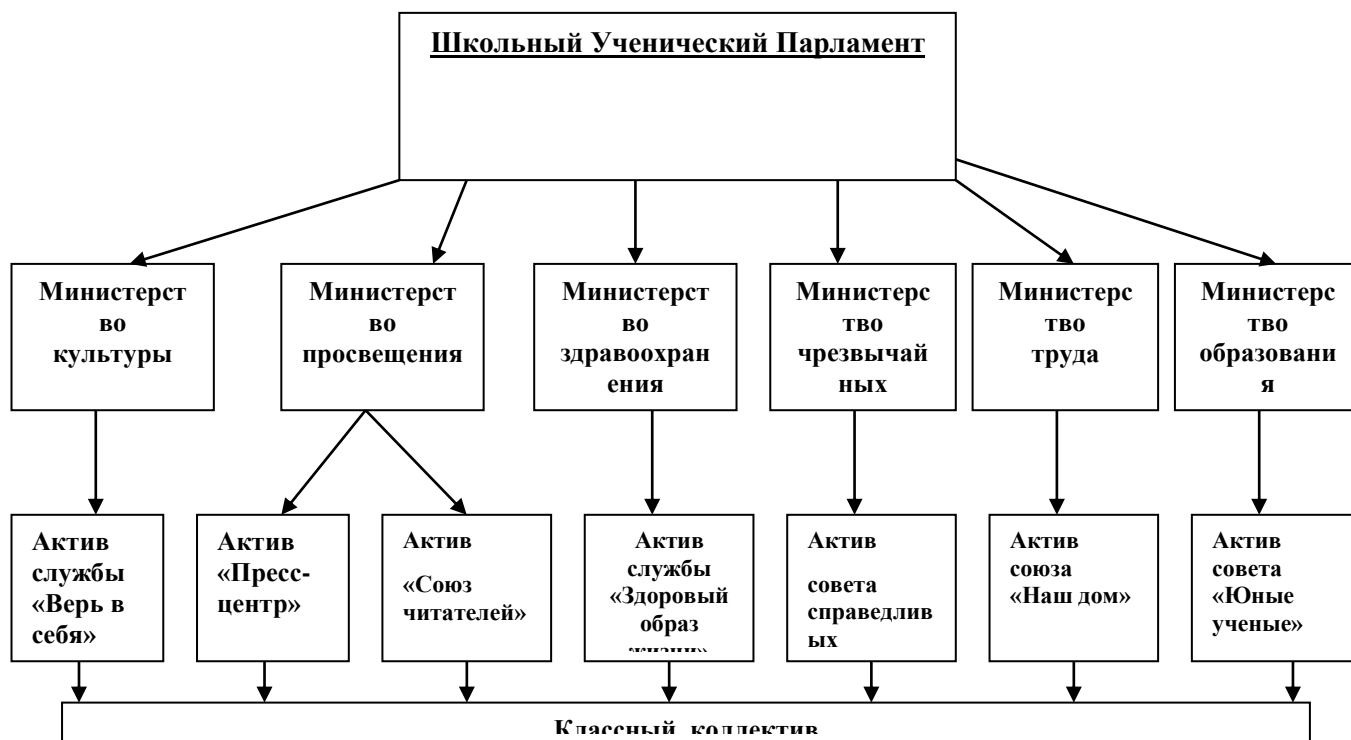 Школьный Ученический Парламент
Министерст
во
культуры
Министерст
во
просвещения
Министерст
во
здравоохран
ения
Министерс
тво
чрезвычай
ных
Министерс
тво
труда
Министерс
тво
образовани
я
Актив
службы
«Верь в
себя»
Актив
«Пресс-
центр»
Актив
«Союз
читателей»
Актив
службы
«Здоровый
образ
жизни»
Актив
совета
справедлив
ых
Актив
союза
«Наш дом»
Актив
совета
«Юные
ученые»
Классный коллектив